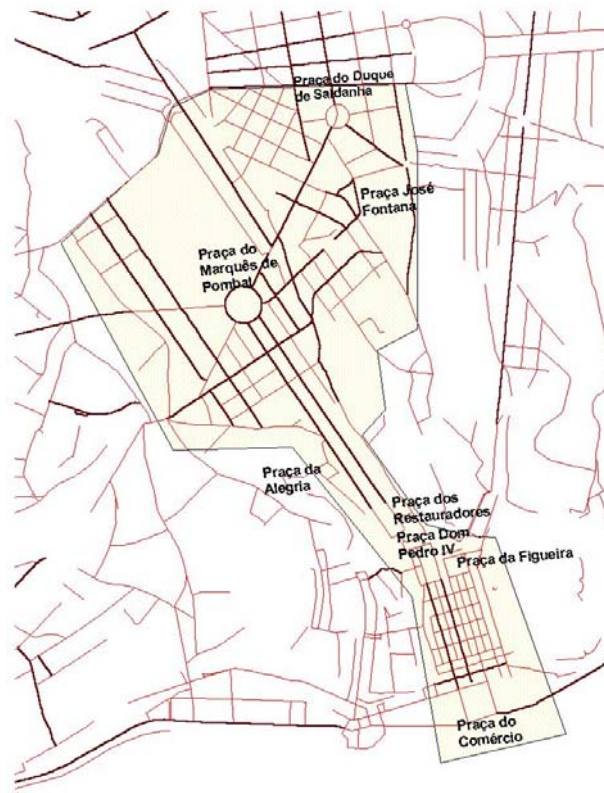 Praça do Duque
de Saldanha
Praça José
Fontana
Praça do
Marquês de
Pombal
Praça da
Alegria
Praça dos
Restauradores
Praça Dom
Pedro IV
Praça da Figueira
Praça do
Comércio